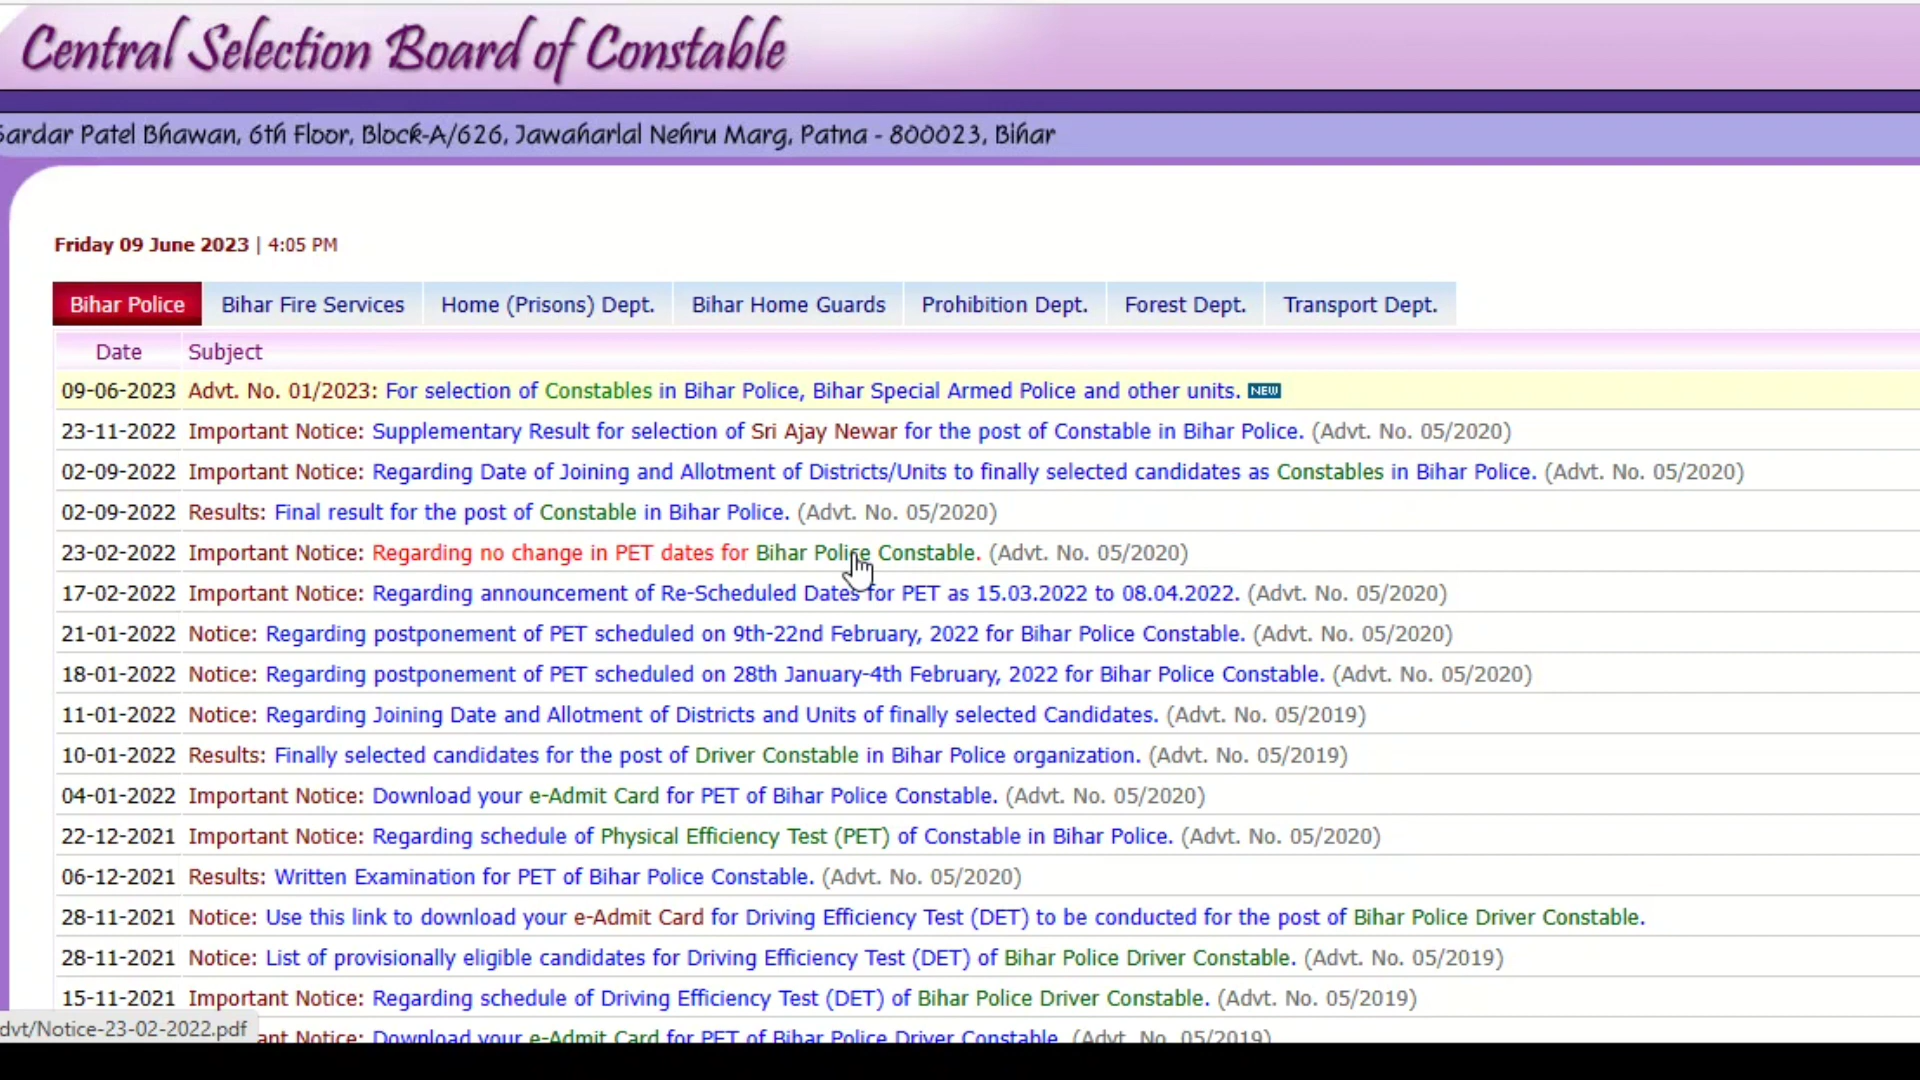 Central Selection Board of Constable
Sardar Patel Bhawan, 6th Floor, Block-A/626, Jawaharlal Nehru Marg, Patna - 800023, Bihar
Friday 09 June 2023 | 4:05 PM
Bihar Police Bihar Fire Services Home (Prisons) Dept. Bihar Home Guards Prohibition Dept. Forest Dept. Transport Dept.
Date Subject
09-06-2023 Advt. No. 01/2023: For selection of Constables in Bihar Police, Bihar Special Armed Police and other units. NEW
23-11-2022 Important Notice: Supplementary Result for selection of Sri Ajay Newar for the post of Constable in Bihar Police. (Advt. No. 05/2020)
02-09-2022 Important Notice: Regarding Date of Joining and Allotment of Districts/Units to finally selected candidates as Constables in Bihar Police. (Advt. No. 05/2020)
02-09-2022 Results: Final result for the post of Constable in Bihar Police. (Advt. No. 05/2020)
23-02-2022 Important Notice: Regarding no change in PET dates for Bihar Police Constable. (Advt. No. 05/2020)
17-02-2022 Important Notice: Regarding announcement of Re-Scheduled Dates for PET as 15.03.2022 to 08.04.2022. (Advt. No. 05/2020)
21-01-2022 Notice: Regarding postponement of PET scheduled on 9th-22nd February, 2022 for Bihar Police Constable. (Advt. No. 05/2020)
18-01-2022 Notice: Regarding postponement of PET scheduled on 28th January-4th February, 2022 for Bihar Police Constable. (Advt. No. 05/2020)
11-01-2022 Notice: Regarding Joining Date and Allotment of Districts and Units of finally selected Candidates. (Advt. No. 05/2019)
10-01-2022 Results: Finally selected candidates for the post of Driver Constable in Bihar Police organization. (Advt. No. 05/2019)
04-01-2022 Important Notice: Download your e-Admit Card for PET of Bihar Police Constable. (Advt. No. 05/2020)
22-12-2021 Important Notice: Regarding schedule of Physical Efficiency Test (PET) of Constable in Bihar Police. (Advt. No. 05/2020)
06-12-2021 Results: Written Examination for PET of Bihar Police Constable. (Advt. No. 05/2020)
28-11-2021 Notice: Use this link to download your e-Admit Card for Driving Efficiency Test (DET) to be conducted for the post of Bihar Police Driver Constable.
28-11-2021 Notice: List of provisionally eligible candidates for Driving Efficiency Test (DET) of Bihar Police Driver Constable. (Advt. No. 05/2019)
15-11-2021 Important Notice: Regarding schedule of Driving Efficiency Test (DET) of Bihar Police Driver Constable. (Advt. No. 05/2019)
dvt/Notice-23-02-2022.pdf
ant Notice: Download your e-Admit Card for PET of Bihar Police Driver Constable. (Advt. No. 05/2019)